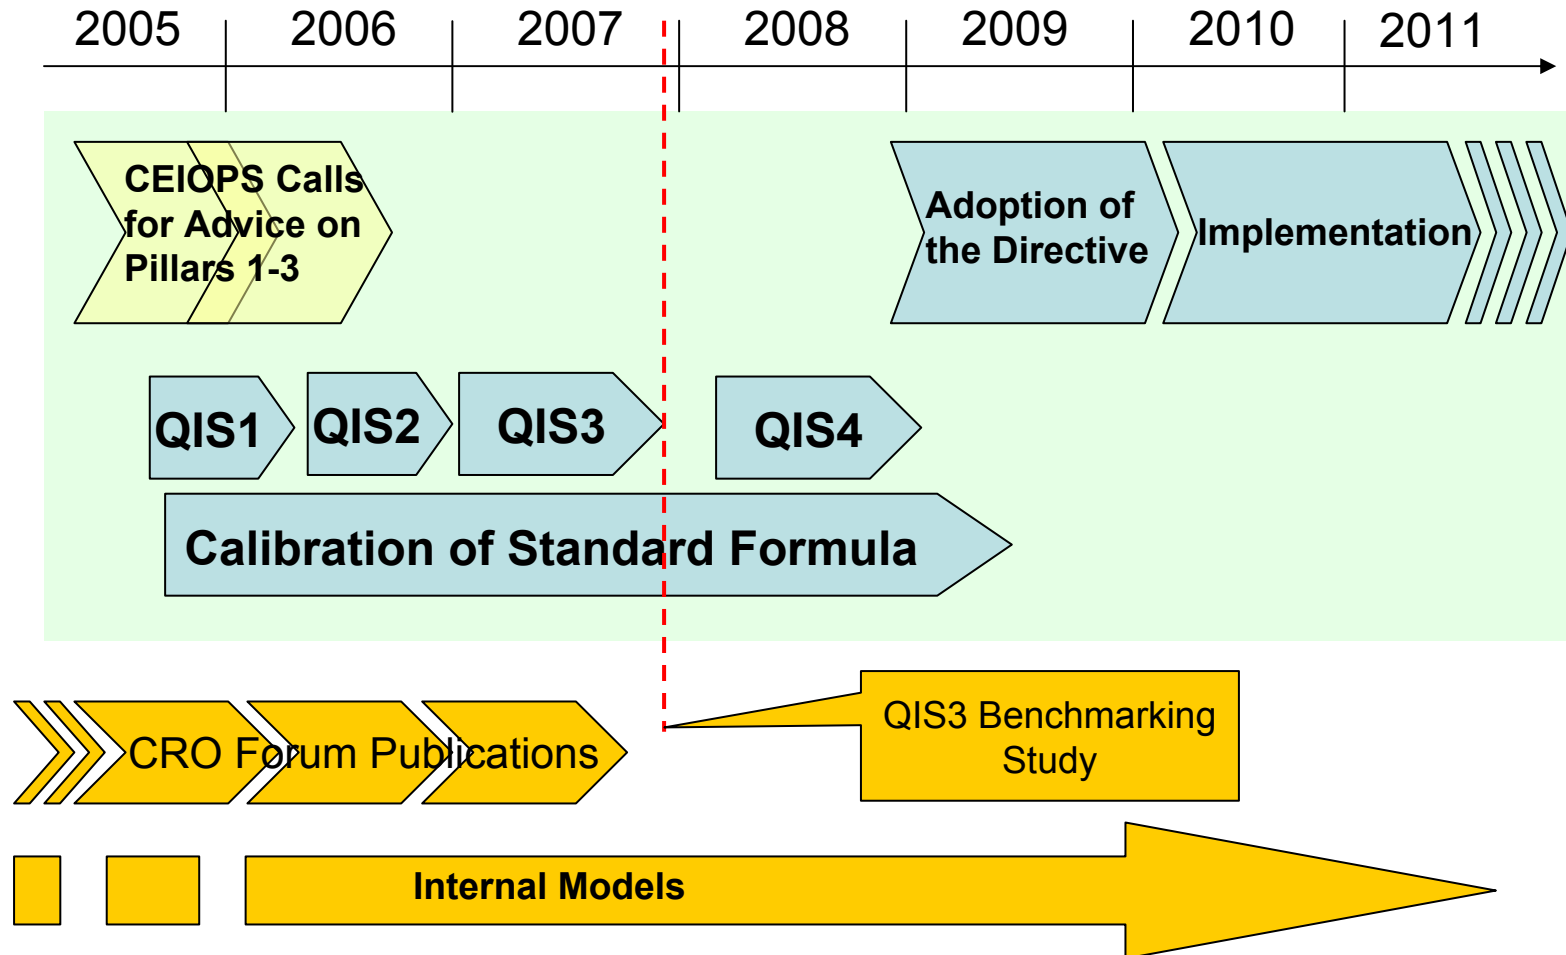 2005 2006 2007 2008 2009 2010 2011
CEIOPS Calls
for Advice on
Pillars 1-3
Adoption of
the Directive
Implementation
QIS1 QIS2 QIS3 QIS4
Calibration of Standard Formula
CRO Forum Publications
QIS3 Benchmarking
Study
Internal Models